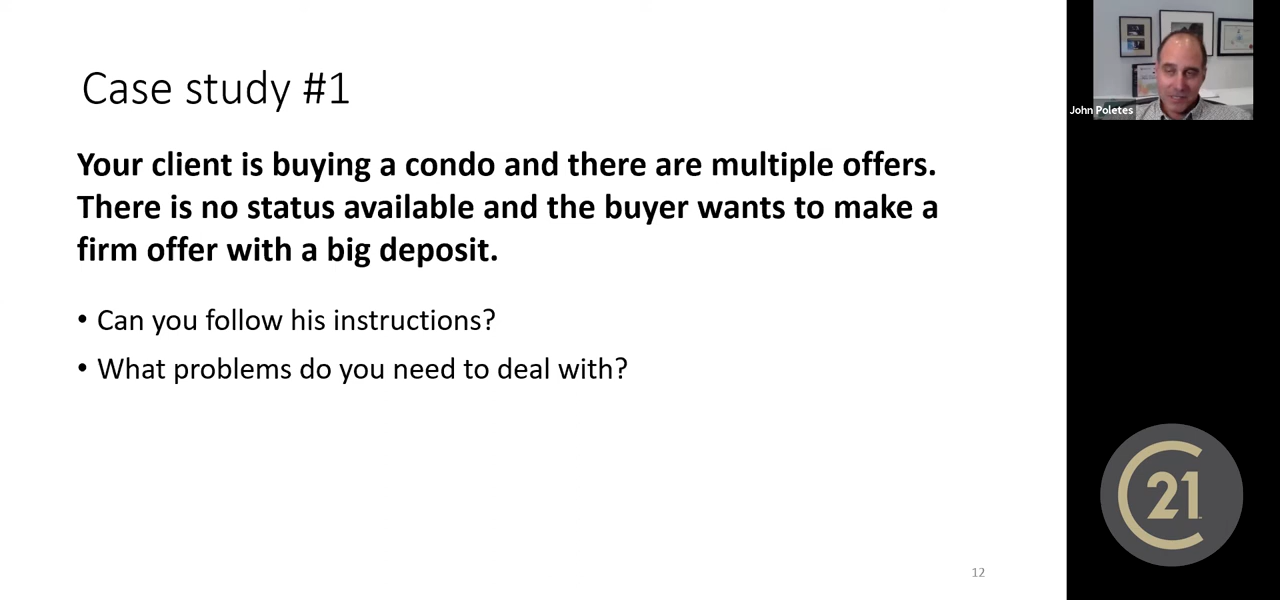 Case study #1
Your client is buying a condo and there are multiple offers.
There is no status available and the buyer wants to make a
firm offer with a big deposit.
• Can you follow his instructions?
• What problems do you need to deal with?
12
John Poletes
C21